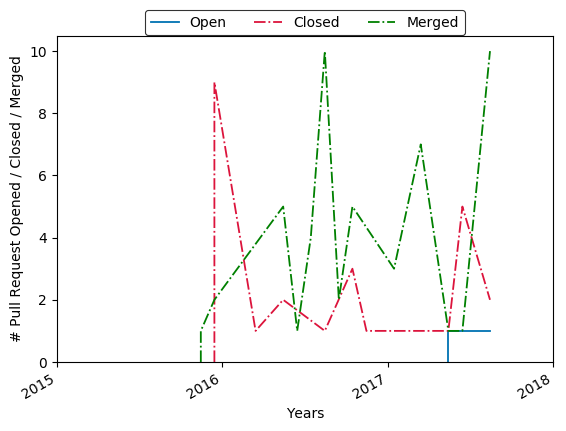 Open Closed Merged
# Pull Request Opened / Closed / Merged
10
8
6
4
2
0
2015 2016 2017 2018
Years